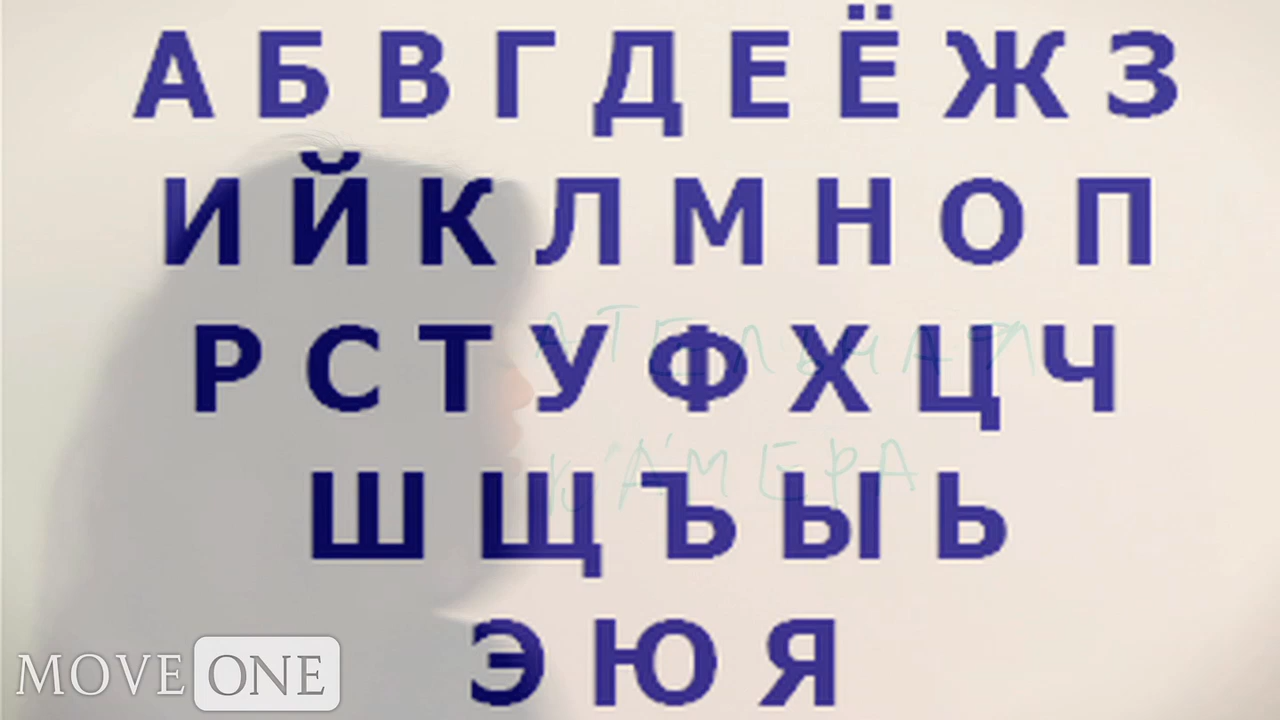 А Б В Г Д Е Ё Ж З
И Й К Л М Н О П
Р С Т У Ф Х Ц Ч
Ш Щ Ъ Ы Ь
Э Ю Я
КАМЕРА
MOVE ONE